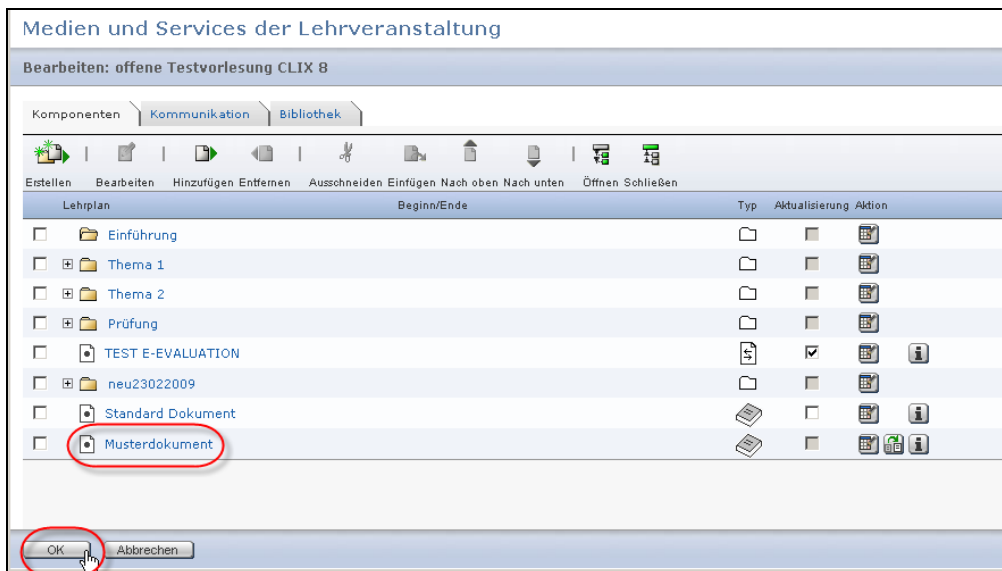 Medien und Services der Lehrveranstaltung
Bearbeiten: offene Testvorlesung CLIX 8
Komponenten Kommunikation Bibliothek
Erstellen Bearbeiten Hinzufügen Entfernen Ausschneiden Einfügen Nach oben Nach unten Öffnen Schließen
Lehrplan Beginn/Ende Typ Aktualisierung Aktion
Einführung
Thema 1
Thema 2
Prüfung
TEST E-EVALUATION
neu23022009
Standard Dokument
Musterdokument
OK Abbrechen